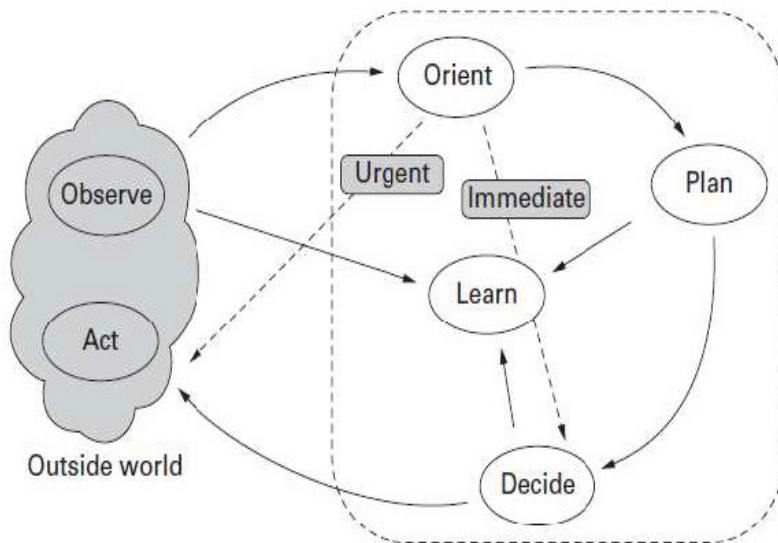 Orient
Urgent
Plan
Observe
Immediate
Learn
Act
Outside world
Decide